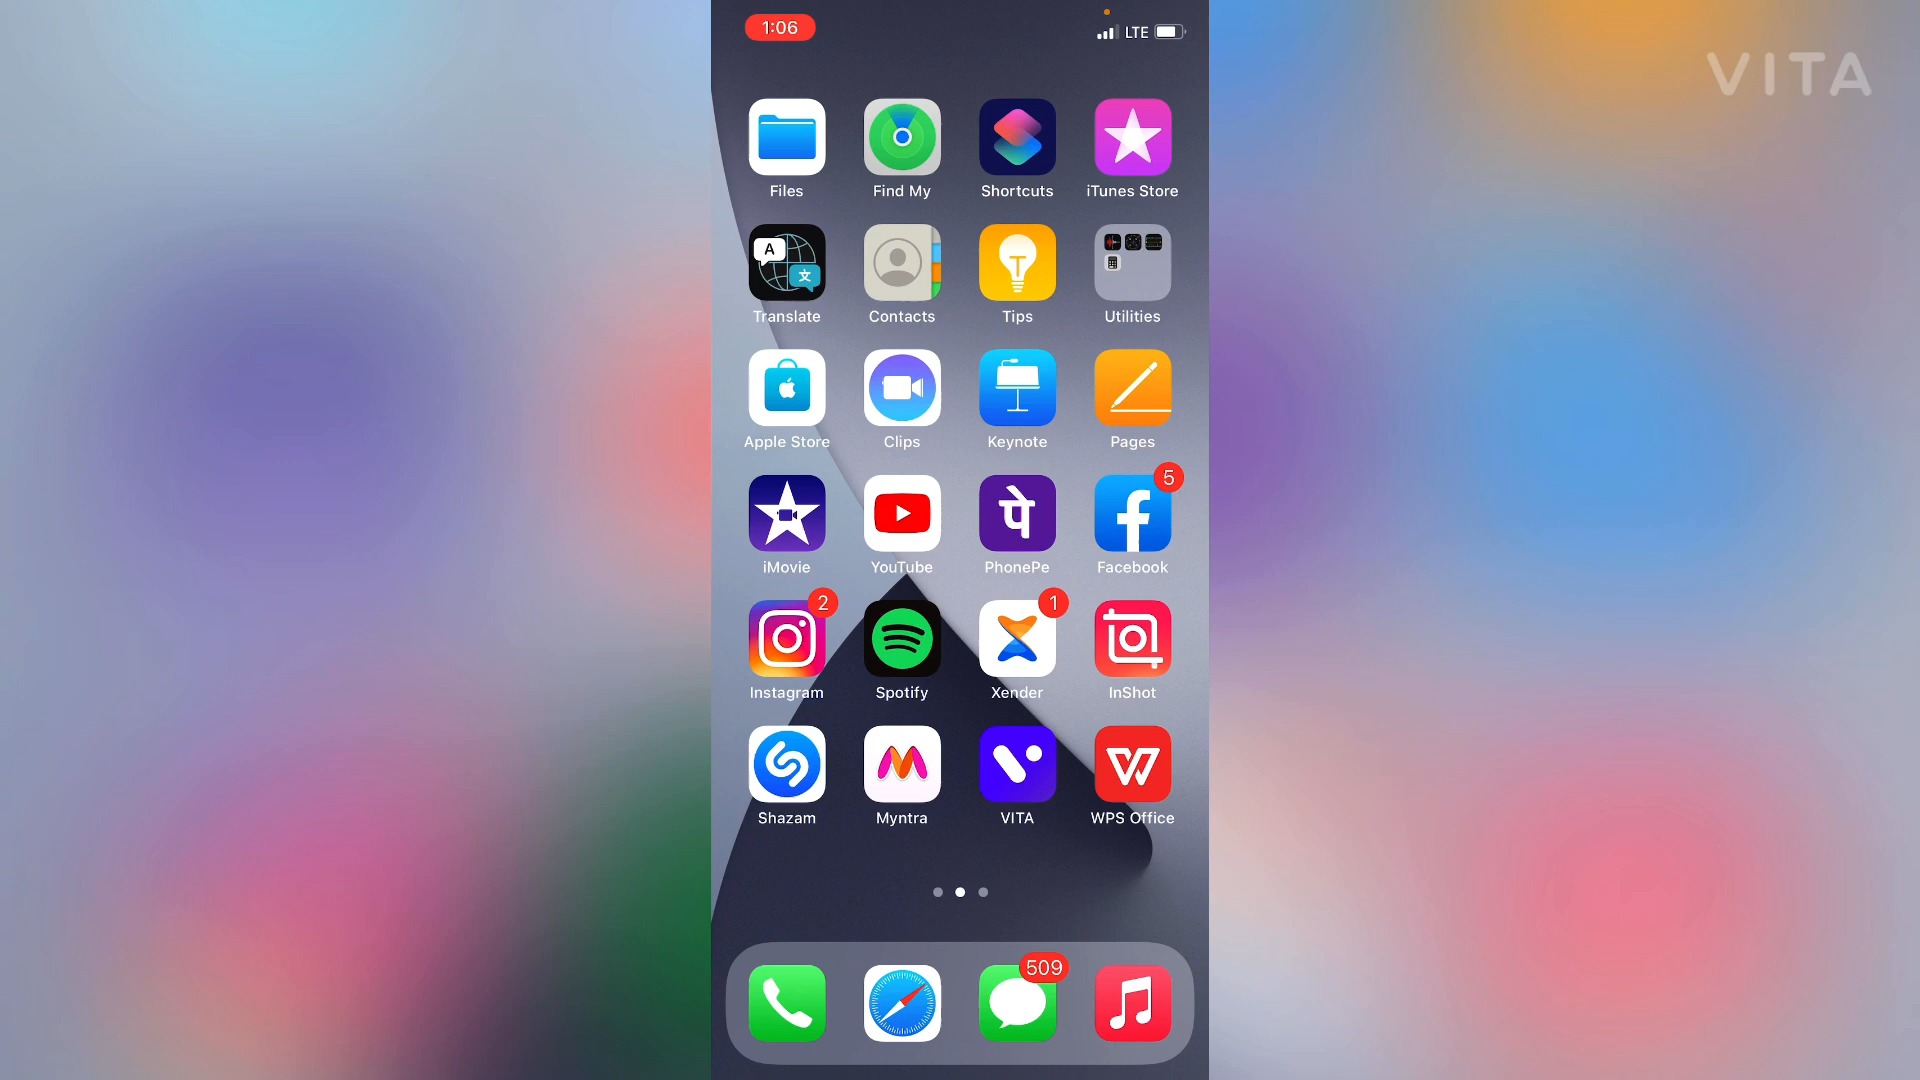 1:06
LTE
VITA
Files Find My Shortcuts iTunes Store
A
文
T
Translate Contacts Tips Utilities
Apple Store Clips Keynote Pages
पे
5
iMovie YouTube PhonePe Facebook
2
1
Instagram Spotify Xender InShot
Shazam Myntra VITA WPS Office
509